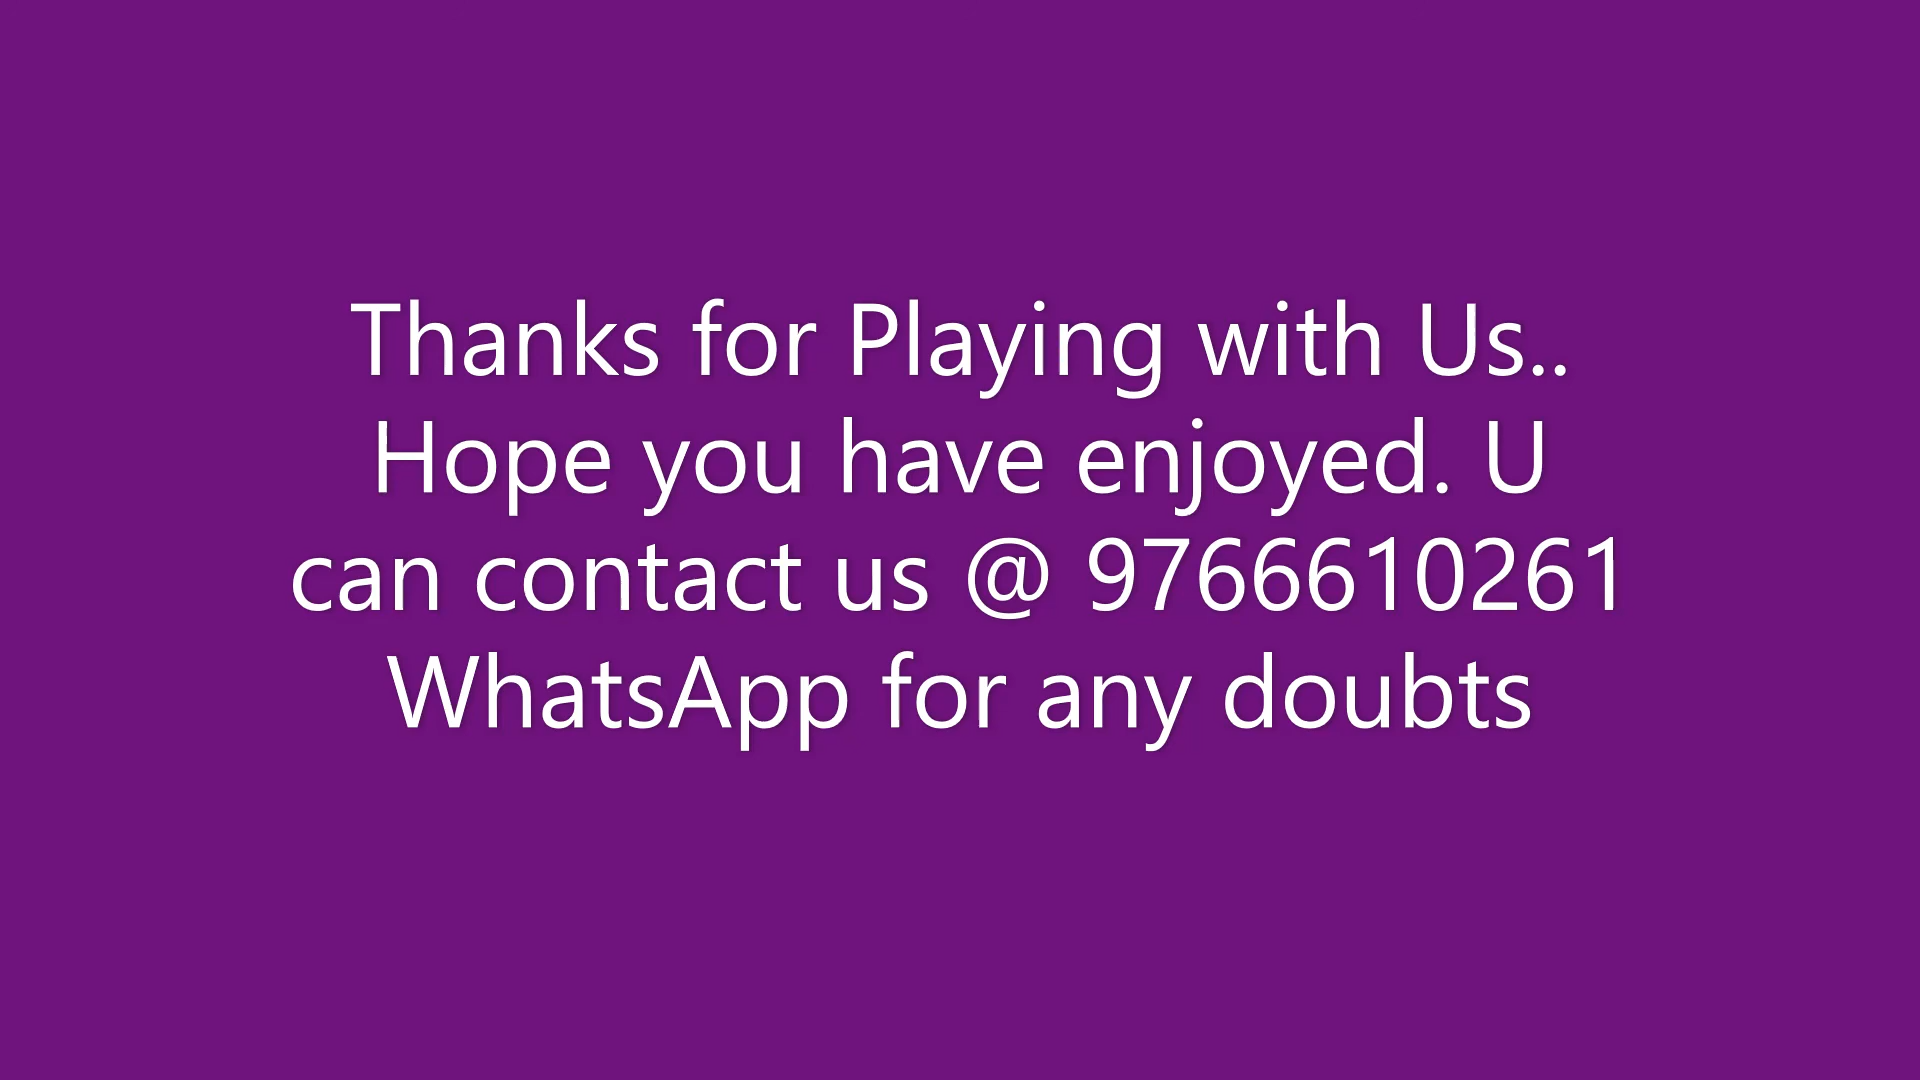 Thanks for Playing with Us..
Hope you have enjoyed. U
can contact us @ 9766610261
WhatsApp for any doubts